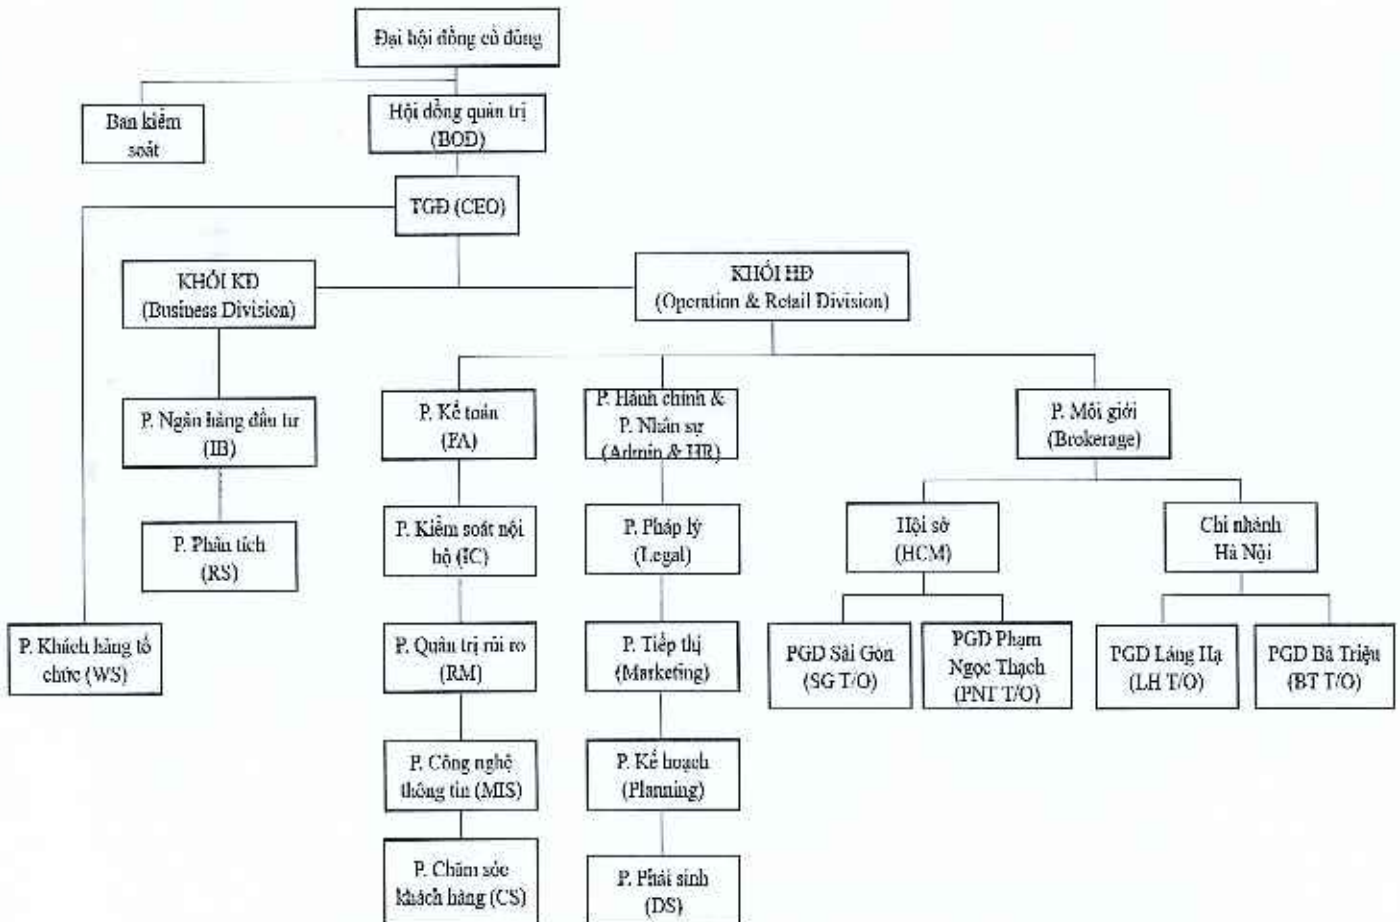 Đại hội đồng cổ đông
Ban kiểm
soát
Hội đồng quản trị
(BOD)
TGĐ (CEO)
KHỐI KD
(Business Division)
KHỐI HĐ
(Operation & Retail Division)
P. Ngân hàng đầu tư
(IB)
P. Phân tích
(RS)
P. Khách hàng tổ
chức (WS)
P. Kế toán
(FA)
P. Kiểm soát nội
bộ (IC)
P. Quản trị rủi ro
(RM)
P. Công nghệ
thông tin (MIS)
P. Chăm sóc
khách hàng (CS)
P. Hành chính &
P. Nhân sự
(Admin & HR)
P. Pháp lý
(Legal)
P. Tiếp thị
(Marketing)
P. Kế hoạch
(Planning)
P. Phái sinh
(DS)
P. Môi giới
(Brokerage)
Hội sở
(HCM)
Chi nhánh
Hà Nội
PGD Sài Gòn
(SG T/O)
PGD Phạm
Ngọc Thạch
(PNT T/O)
PGD Láng Hạ
(LH T/O)
PGD Bà Triệu
(BT T/O)